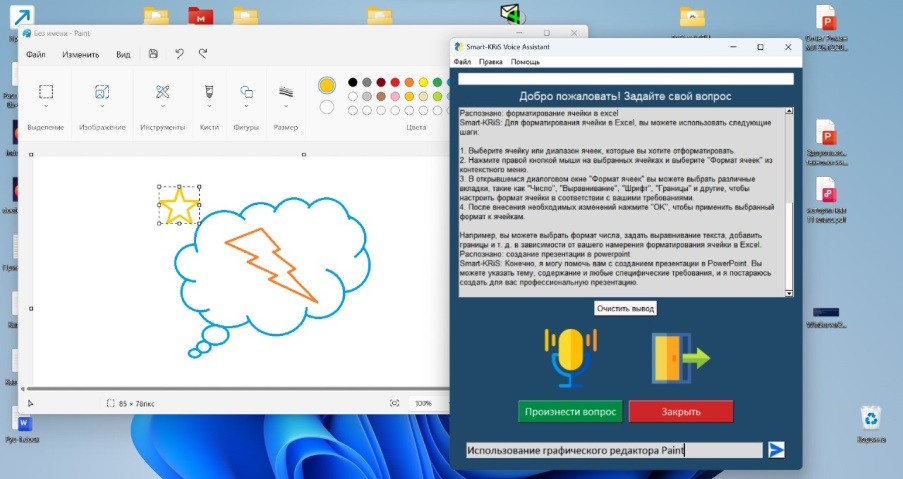 Без имени - Paint
Файл Изменить Вид
Выделение Изображение Инструменты Кисти Фигуры Размер Цвета
85 × 78пкс
100%
Smart-KRiS Voice Assistant
Файл Правка Помощь
Добро пожаловать! Задайте свой вопрос
Распознано: форматирование ячейки в excel
Smart-KRiS: Для форматирования ячейки в Excel, вы можете использовать следующие
шаги:
1. Выберите ячейку или диапазон ячеек, которые вы хотите отформатировать.
2. Нажмите правой кнопкой мыши на выбранных ячейках и выберите "Формат ячеек" из
контекстного меню.
3. В открывшемся диалоговом окне "Формат ячеек" вы можете выбрать различные
вкладки, такие как "Число", "Выравнивание", "Шрифт", "Границы" и другие, чтобы
настроить формат ячейки в соответствии с вашими требованиями.
4. После внесения необходимых изменений нажмите "OK", чтобы применить выбранный
формат к ячейкам.
Например, вы можете выбрать формат числа, задать выравнивание текста, добавить
границы и т. д. в зависимости от вашего намерения форматирования ячейки в Excel.
Распознано: создание презентации в powerpoint
Smart-KRiS: Конечно, я могу помочь вам с созданием презентации в PowerPoint. Вы
можете указать тему, содержание и любые специфические требования, и я постараюсь
создать для вас профессиональную презентацию.
Очистить вывод
Произнести вопрос Закрыть
Использование графического редактора Paint
Корзина